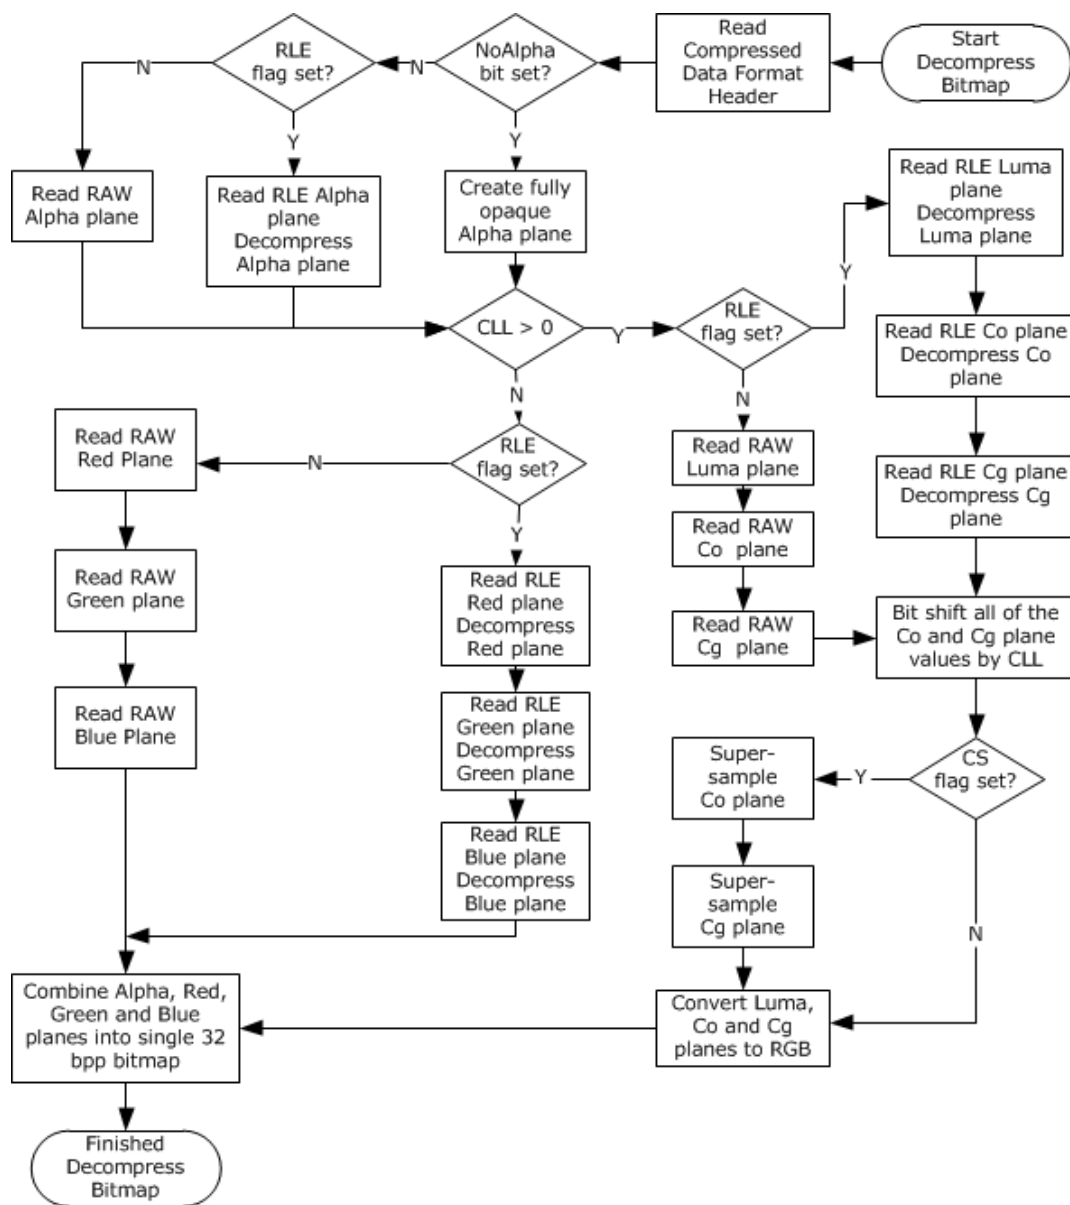 Start
Decompress
Bitmap
Read
Compressed
Data Format
Header
NoAlpha
bit set?
N
Y
RLE
flag set?
N
Y
Read RAW
Alpha plane
Read RLE Alpha
plane
Decompress
Alpha plane
Create fully
opaque
Alpha plane
CLL > 0
Y
N
RLE
flag set?
Y
N
Read RLE Luma
plane
Decompress
Luma plane
Read RLE Co plane
Decompress Co
plane
Read RLE Cg plane
Decompress Cg
plane
Read RAW
Luma plane
Read RAW
Co plane
Read RAW
Cg plane
Bit shift all of the
Co and Cg plane
values by CLL
CS
flag set?
Y
N
Super-
sample
Co plane
Super-
sample
Cg plane
Convert Luma,
Co and Cg
planes to RGB
RLE
flag set?
N
Y
Read RAW
Red Plane
Read RAW
Green plane
Read RAW
Blue Plane
Read RLE
Red plane
Decompress
Red plane
Read RLE
Green plane
Decompress
Green plane
Read RLE
Blue plane
Decompress
Blue plane
Combine Alpha, Red,
Green and Blue
planes into single 32
bpp bitmap
Finished
Decompress
Bitmap